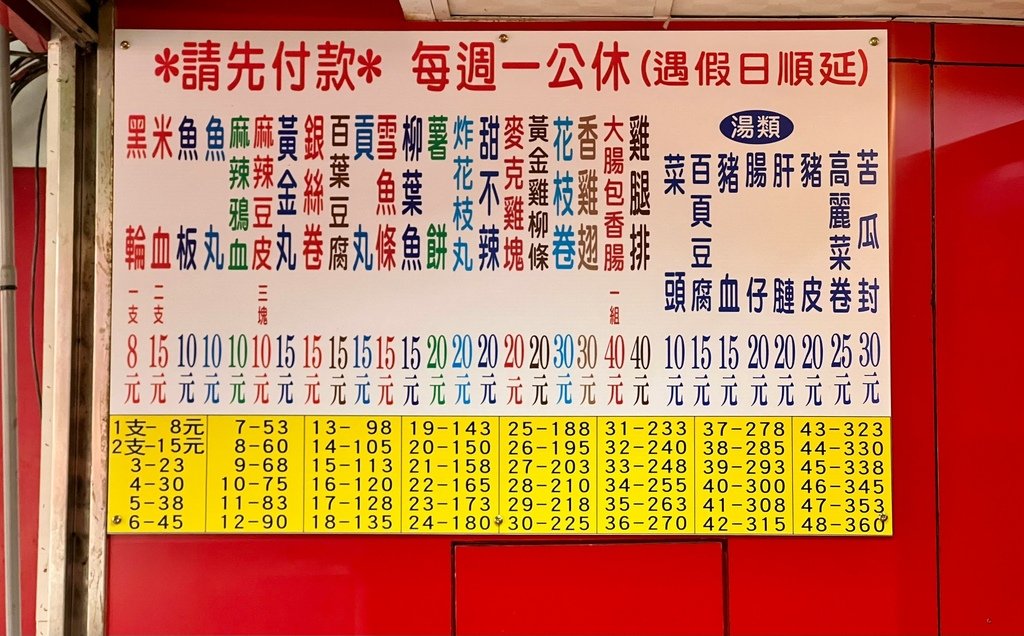 *請先付款* 每週一公休(遇假日順延)
黑輪 一支 8元
米血 二支 15元
魚板 10元
魚丸 10元
麻辣鴉血 10元
麻辣豆皮 三塊 10元
黃金丸 15元
銀絲卷 15元
百葉豆腐 15元
貢丸 15元
雪魚條 15元
柳葉魚 15元
薯餅 20元
炸花枝丸 20元
甜不辣 20元
麥克雞塊 20元
黃金雞柳條 20元
花枝卷 30元
香雞翅 30元
大腸包香腸 一組 40元
雞腿排 40元
湯類
菜頭 10元
百頁豆腐 15元
豬血 15元
腸仔 20元
肝腱 20元
豬皮 20元
高麗菜卷 25元
苦瓜封 30元
1支-8元
2支-15元
3-23
4-30
5-38
6-45
7-53
8-60
9-68
10-75
11-83
12-90
13-98
14-105
15-113
16-120
17-128
18-135
19-143
20-150
21-158
22-165
23-173
24-180
25-188
26-195
27-203
28-210
29-218
30-225
31-233
32-240
33-248
34-255
35-263
36-270
37-278
38-285
39-293
40-300
41-308
42-315
43-323
44-330
45-338
46-345
47-353
48-360